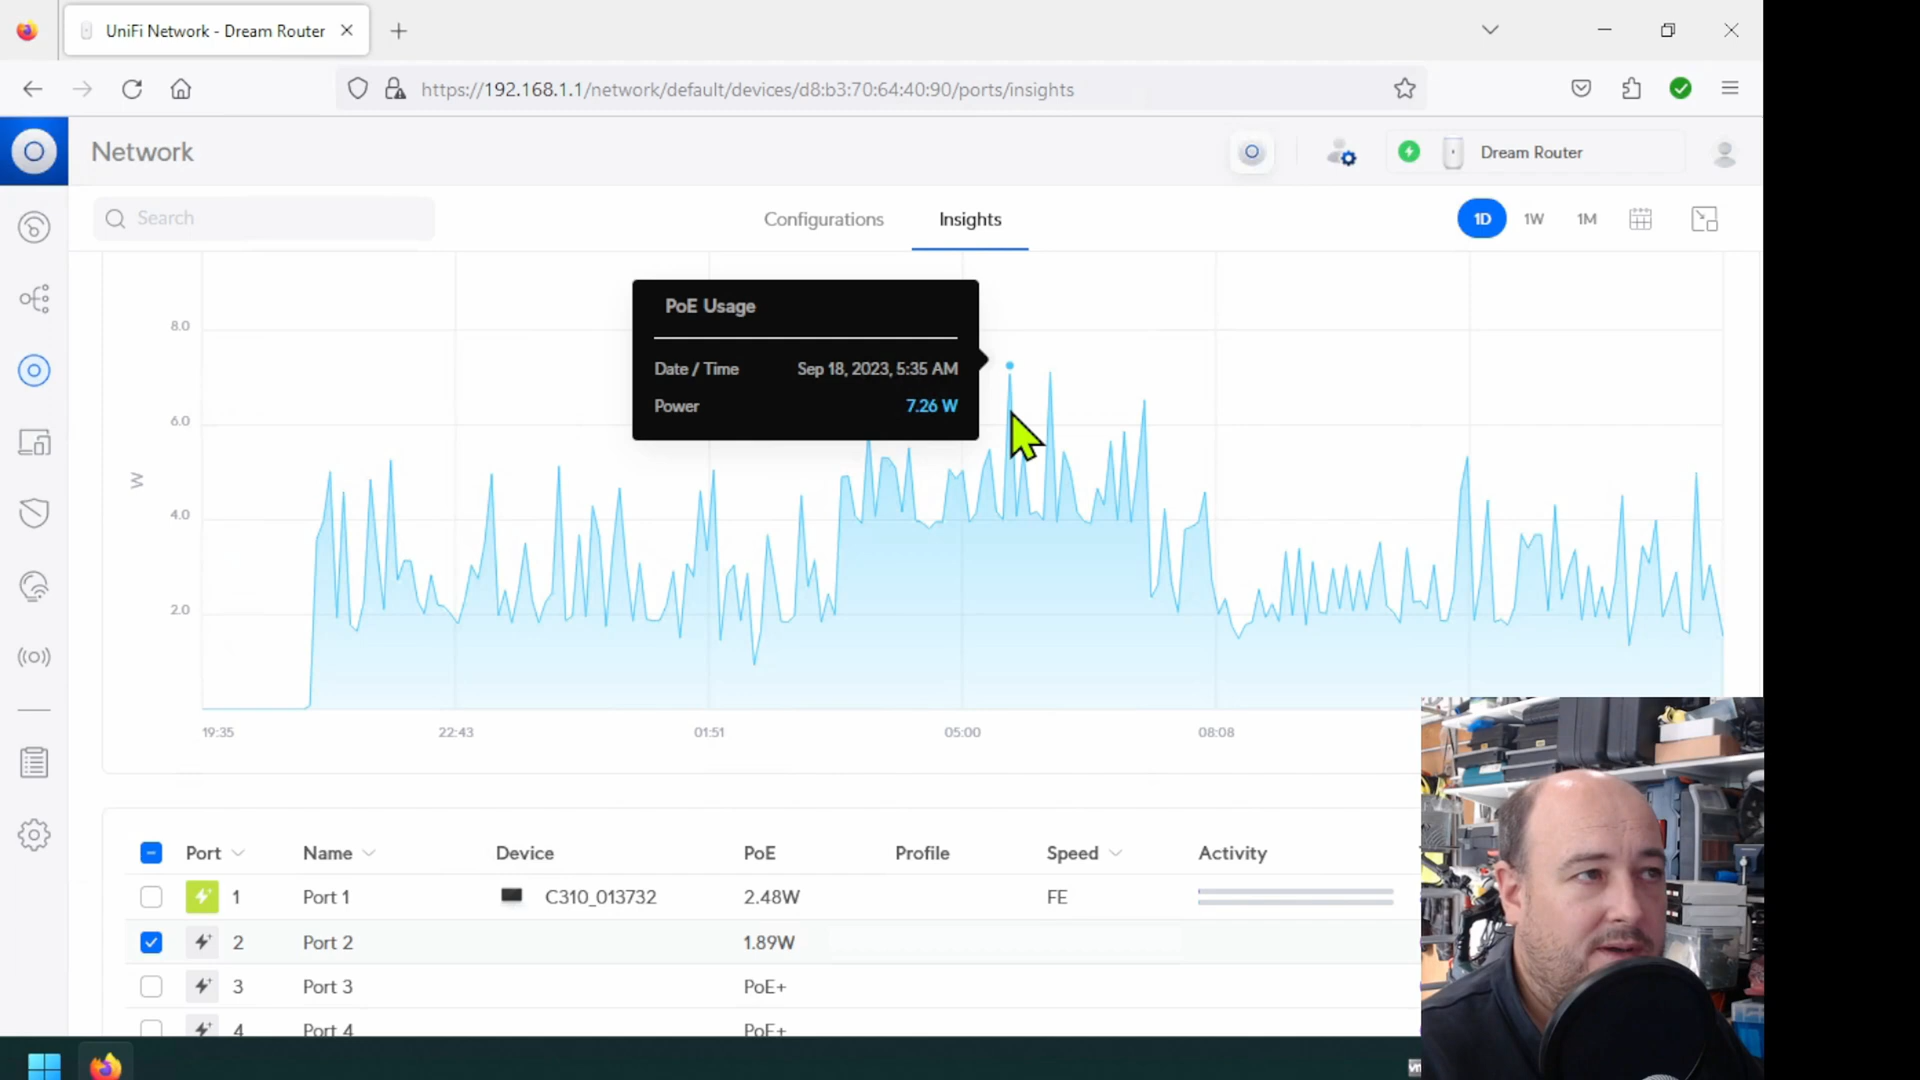 UniFi Network - Dream Router
https://192.168.1.1/network/default/devices/d8:b3:70:64:40:90/ports/insights
Network
Dream Router
Search
Configurations
Insights
1D
1W
1M
PoE Usage
Date / Time Sep 18, 2023, 5:35 AM
Power 7.26 W
8.0
6.0
4.0
2.0
W
19:35 22:43 01:51 05:00 08:08
Port Name Device PoE Profile Speed Activity
1 Port 1 C310_013732 2.48W FE
2 Port 2 1.89W
3 Port 3 PoE+
4 Port 4 PoE+